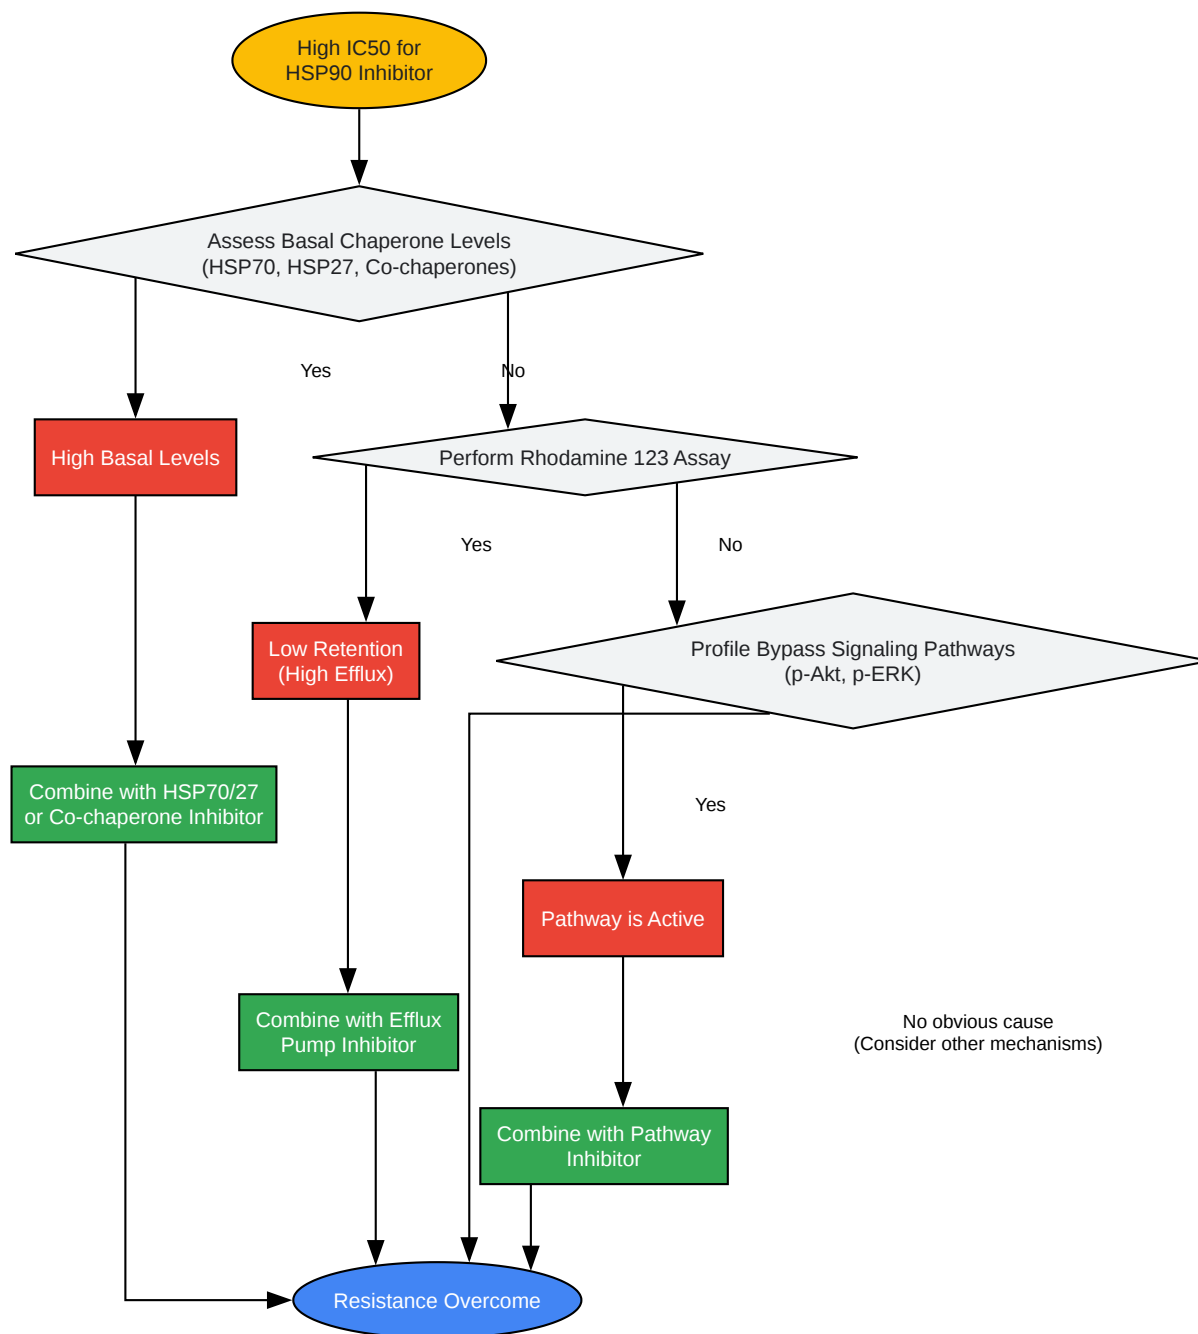 High IC50 for
HSP90 Inhibitor
Assess Basal Chaperone Levels
(HSP70, HSP27, Co-chaperones)
Yes
No
High Basal Levels
Perform Rhodamine 123 Assay
Yes
No
Low Retention
(High Efflux)
Profile Bypass Signaling Pathways
(p-Akt, p-ERK)
Combine with HSP70/27
or Co-chaperone Inhibitor
Yes
Pathway is Active
Combine with Efflux
Pump Inhibitor
No obvious cause
(Consider other mechanisms)
Combine with Pathway
Inhibitor
Resistance Overcome